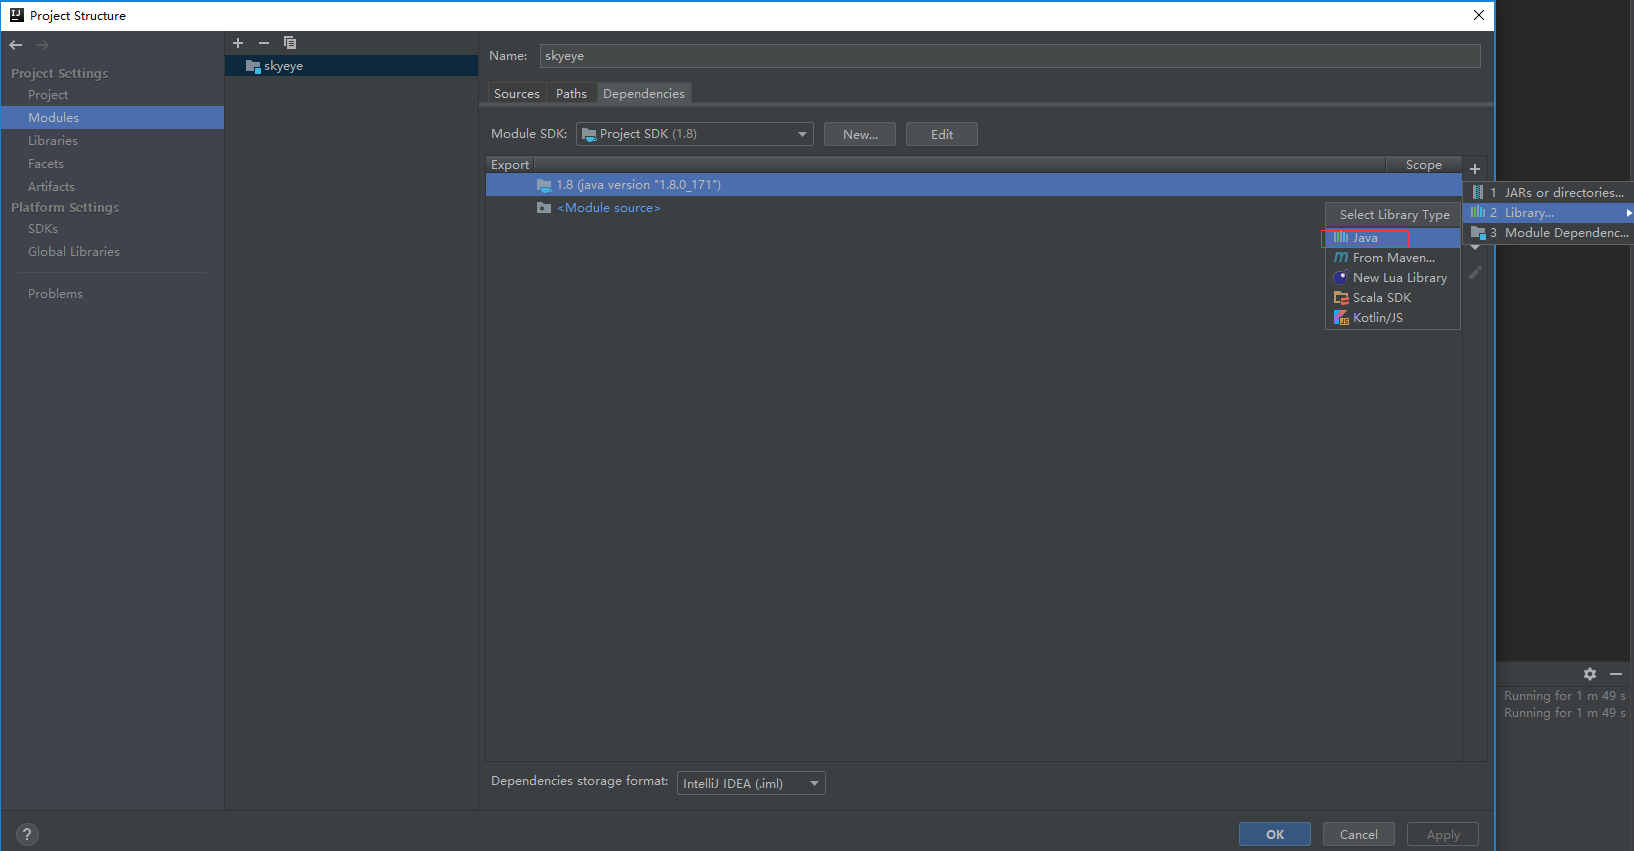 Project Structure
Project Settings
Project
Modules
Libraries
Facets
Artifacts
Platform Settings
SDKs
Global Libraries
Problems
skyeye
Name: skyeye
Sources Paths Dependencies
Module SDK: Project SDK (1.8) New... Edit
Export Scope
1.8 (java version "1.8.0_171")
<Module source>
1 JARs or directories...
2 Library...
3 Module Dependenc...
Select Library Type
Java
From Maven...
New Lua Library
Scala SDK
Kotlin/JS
Running for 1 m 49 s
Running for 1 m 49 s
Dependencies storage format: IntelliJ IDEA (.iml)
? OK Cancel Apply